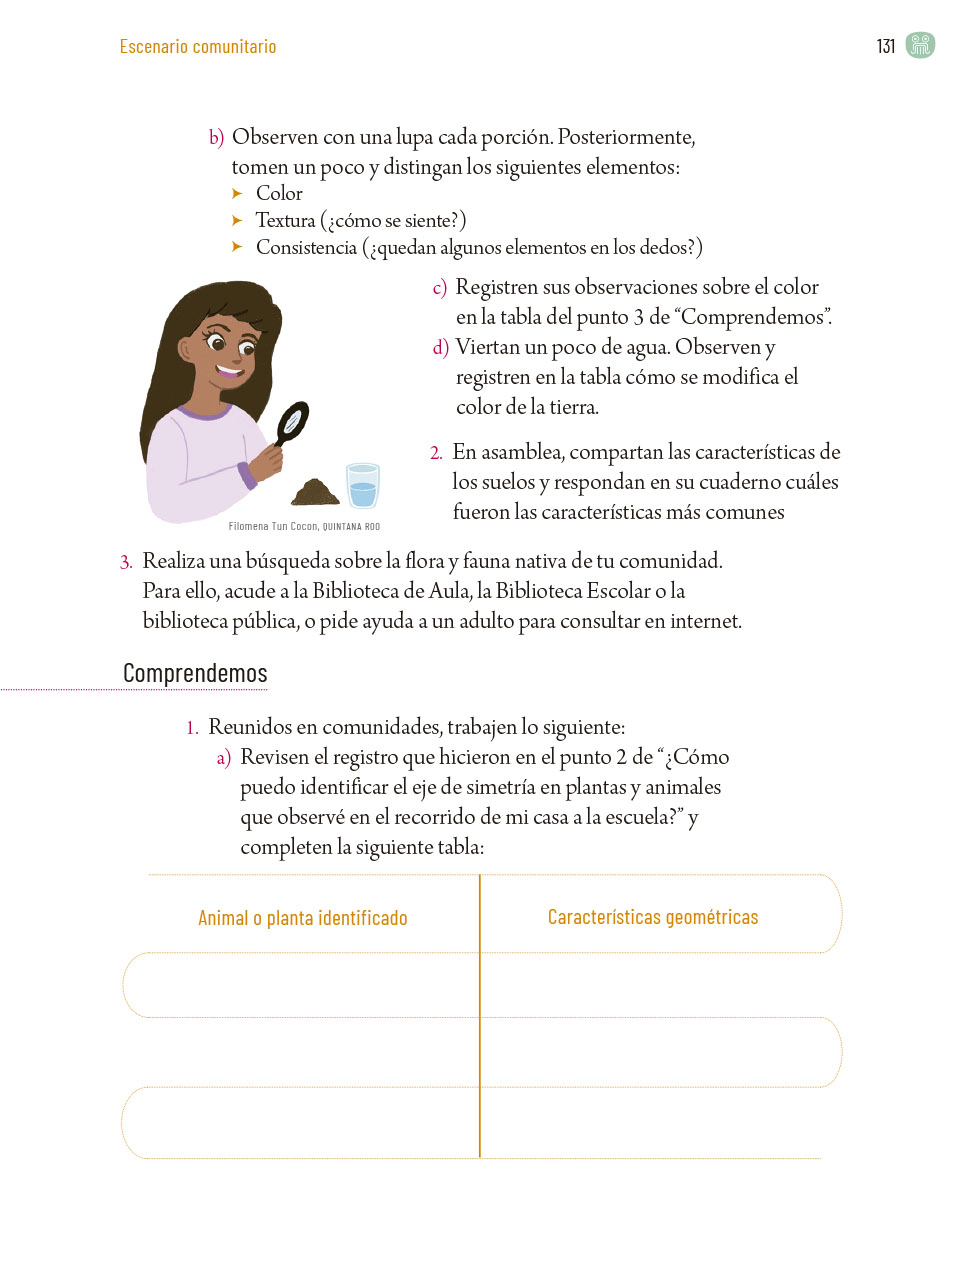 Escenario comunitario
131
b) Observen con una lupa cada porción. Posteriormente,
tomen un poco y distingan los siguientes elementos:
Color
Textura (¿cómo se siente?)
Consistencia (¿quedan algunos elementos en los dedos?)
c) Registren sus observaciones sobre el color
en la tabla del punto 3 de “Comprendemos”.
d) Viertan un poco de agua. Observen y
registren en la tabla cómo se modifica el
color de la tierra.
2. En asamblea, compartan las características de
los suelos y respondan en su cuaderno cuáles
fueron las características más comunes
Filomena Tun Cocon, QUINTANA ROO
3. Realiza una búsqueda sobre la flora y fauna nativa de tu comunidad.
Para ello, acude a la Biblioteca de Aula, la Biblioteca Escolar o la
biblioteca pública, o pide ayuda a un adulto para consultar en internet.
Comprendemos
1. Reunidos en comunidades, trabajen lo siguiente:
a) Revisen el registro que hicieron en el punto 2 de “¿Cómo
puedo identificar el eje de simetría en plantas y animales
que observé en el recorrido de mi casa a la escuela?” y
completen la siguiente tabla:
Animal o planta identificado
Características geométricas